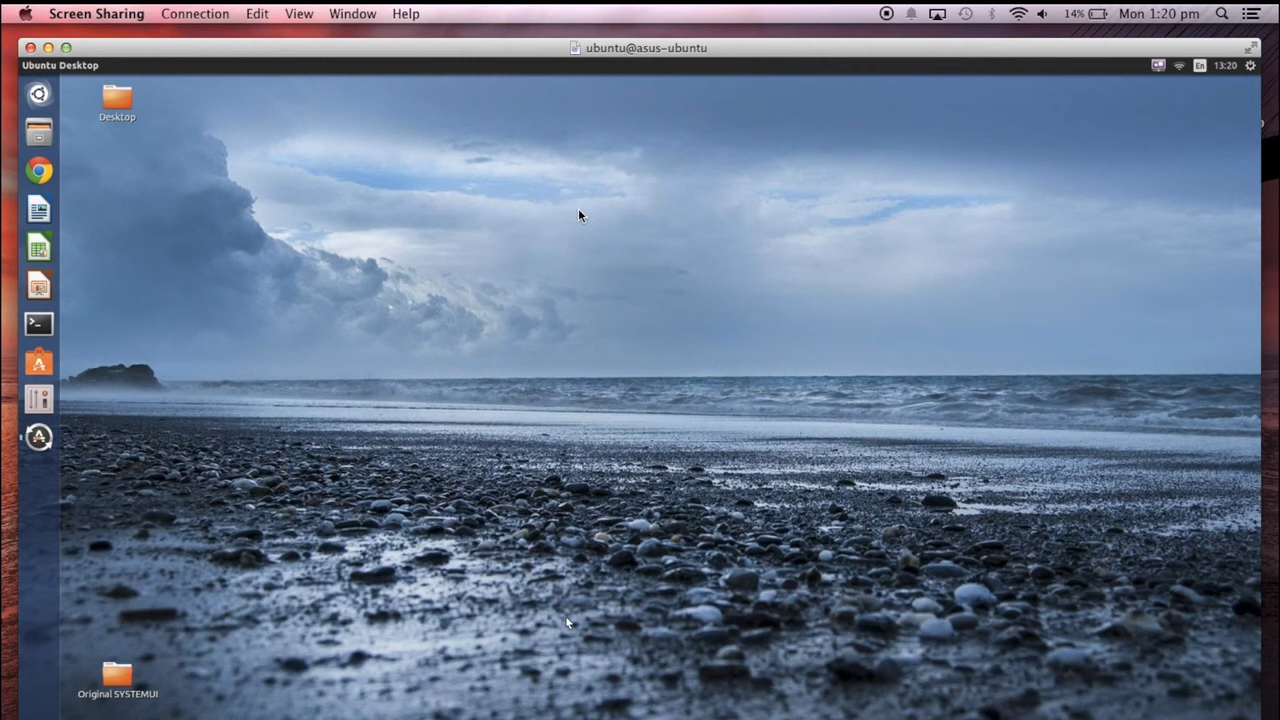 Screen Sharing Connection Edit View Window Help 14% Mon 1:20 pm
ubuntu@asus-ubuntu
Ubuntu Desktop En 13:20
Desktop
Original SYSTEMUI